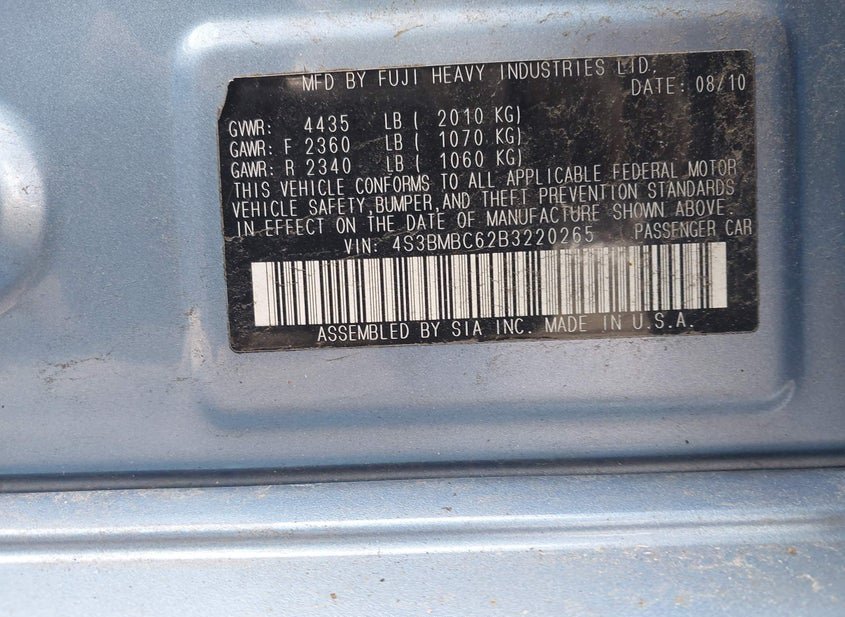 MFD BY FUJI HEAVY INDUSTRIES LTD.
DATE: 08/10
GVWR: 4435 LB ( 2010 KG)
GAWR: F 2360 LB ( 1070 KG)
GAWR: R 2340 LB ( 1060 KG)
THIS VEHICLE CONFORMS TO ALL APPLICABLE FEDERAL MOTOR
VEHICLE SAFETY, BUMPER, AND THEFT PREVENTION STANDARDS
IN EFFECT ON THE DATE OF MANUFACTURE SHOWN ABOVE.
VIN: 4S3BMBC62B3220265 PASSENGER CAR
ASSEMBLED BY SIA INC. MADE IN U.S.A.